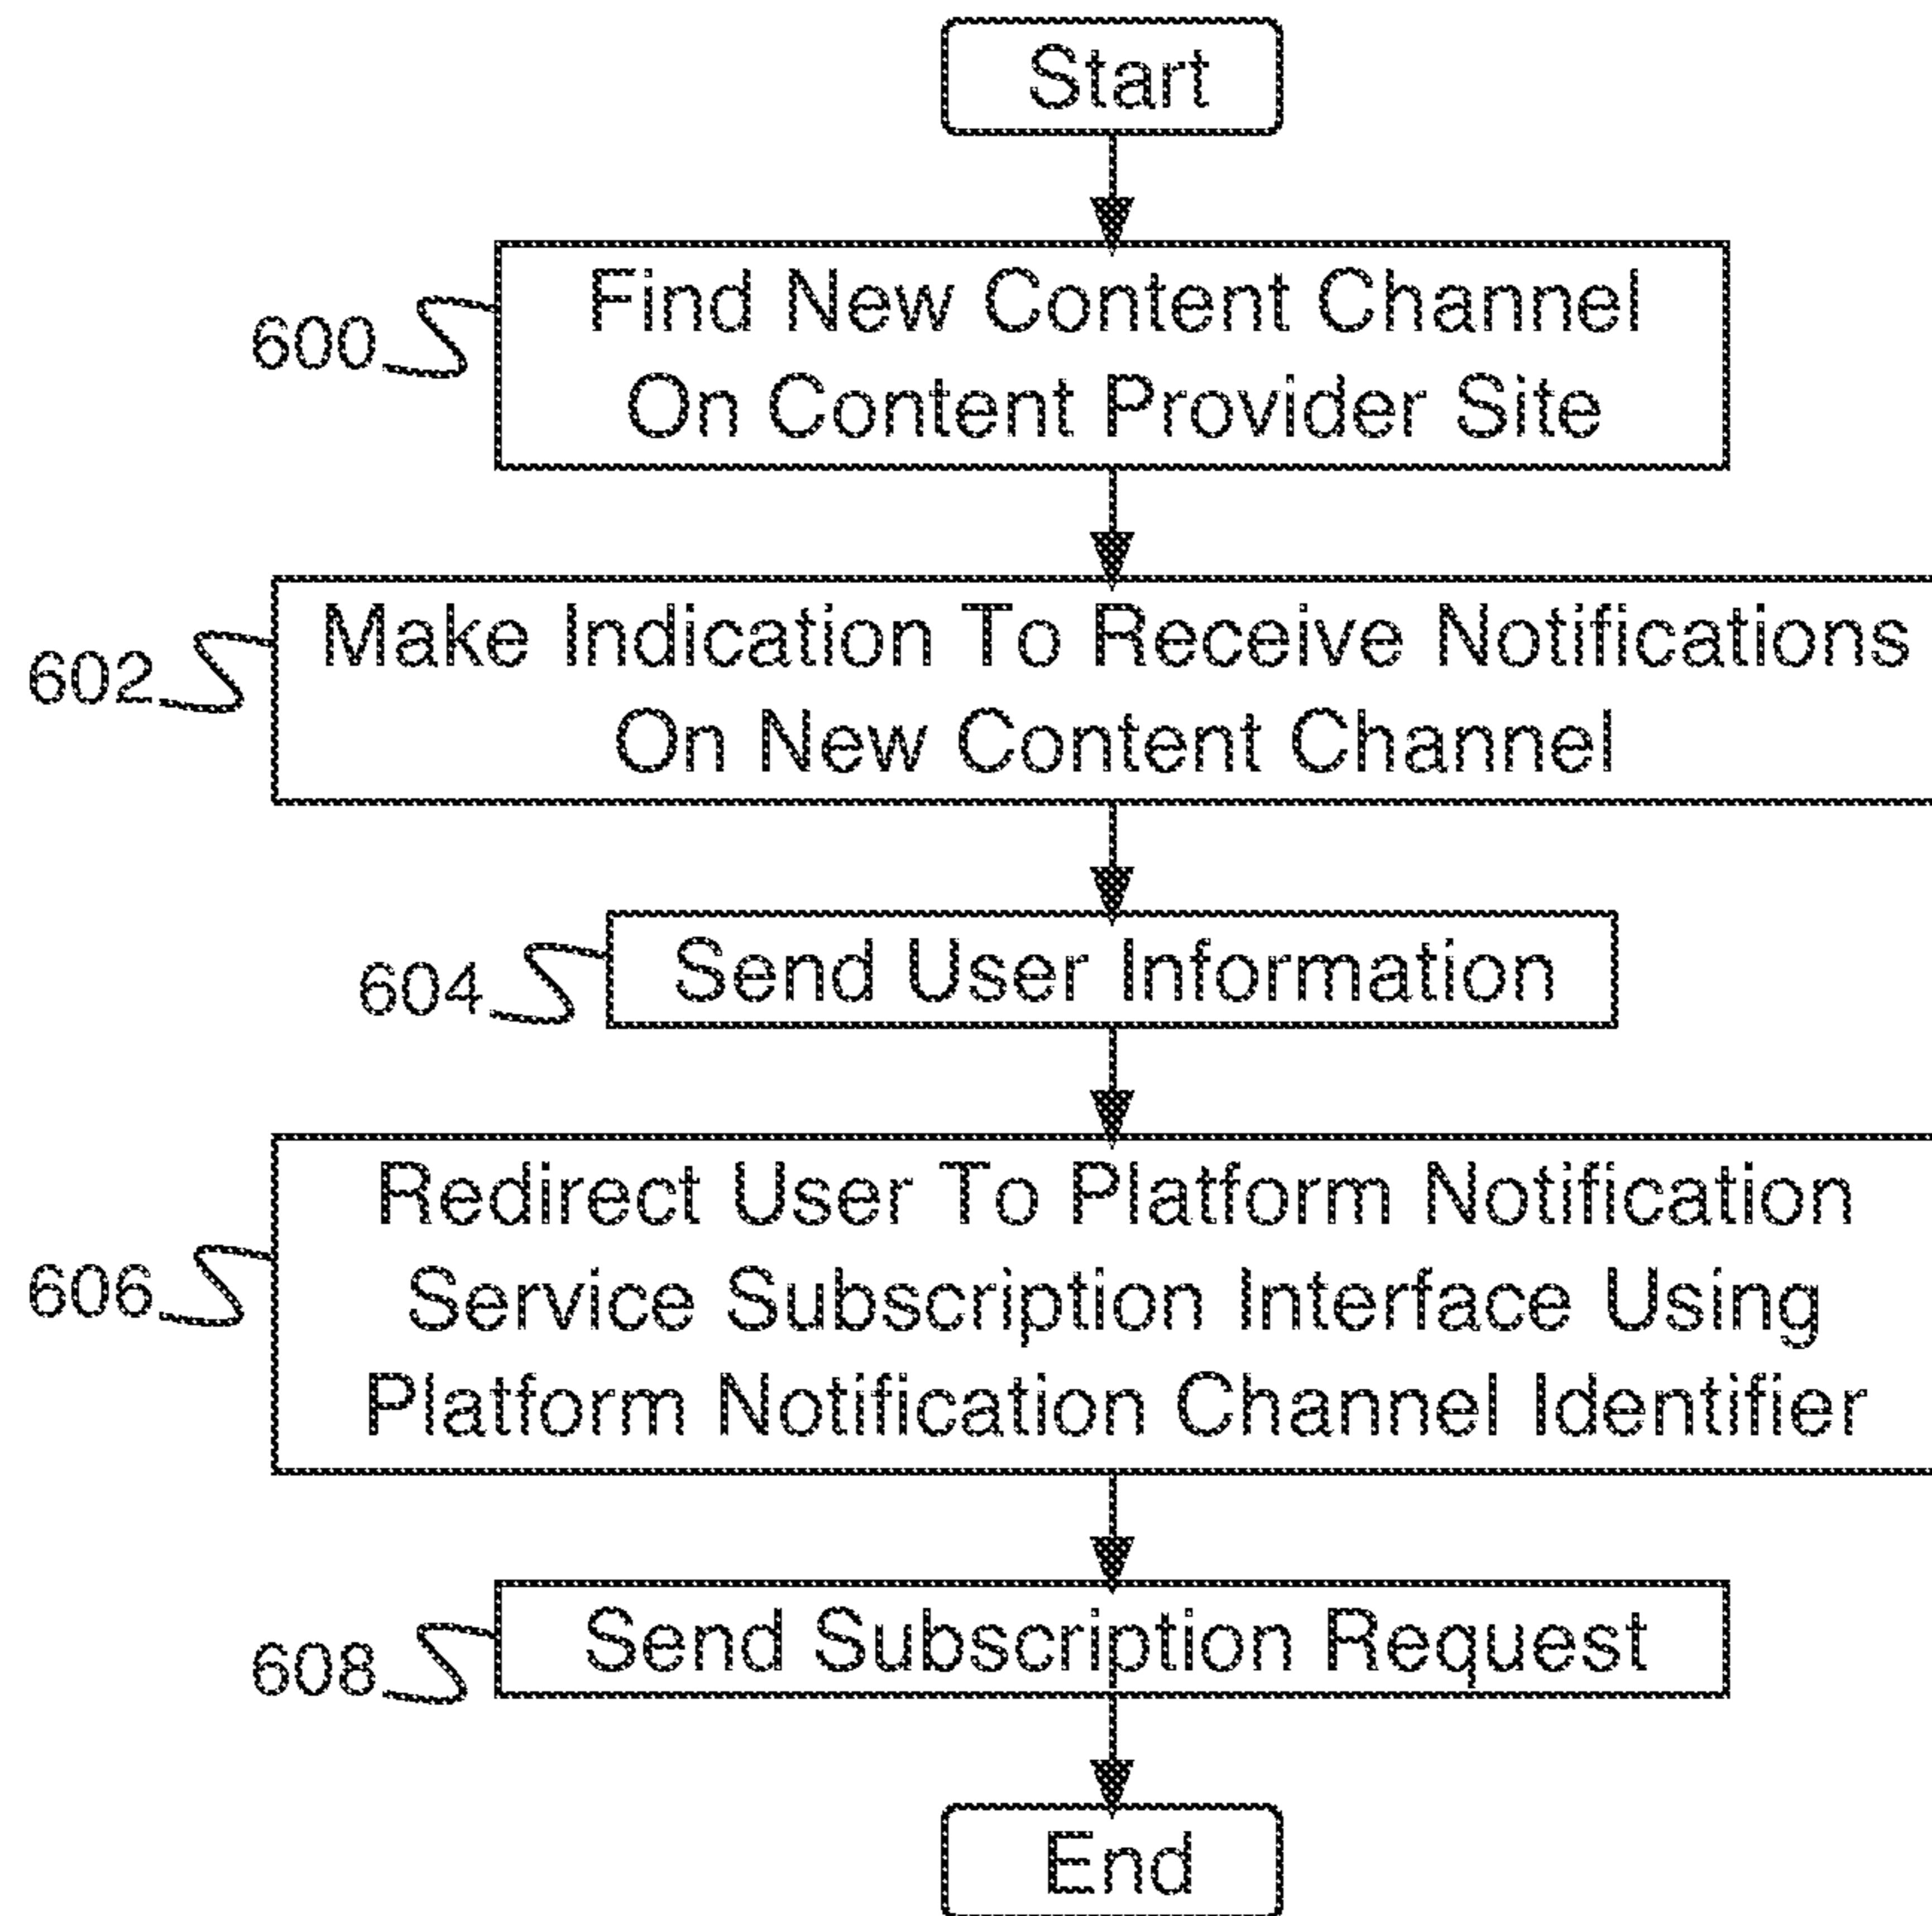 Start
600
Find New Content Channel
On Content Provider Site
602
Make Indication To Receive Notifications
On New Content Channel
604
Send User Information
606
Redirect User To Platform Notification
Service Subscription Interface Using
Platform Notification Channel Identifier
608
Send Subscription Request
End